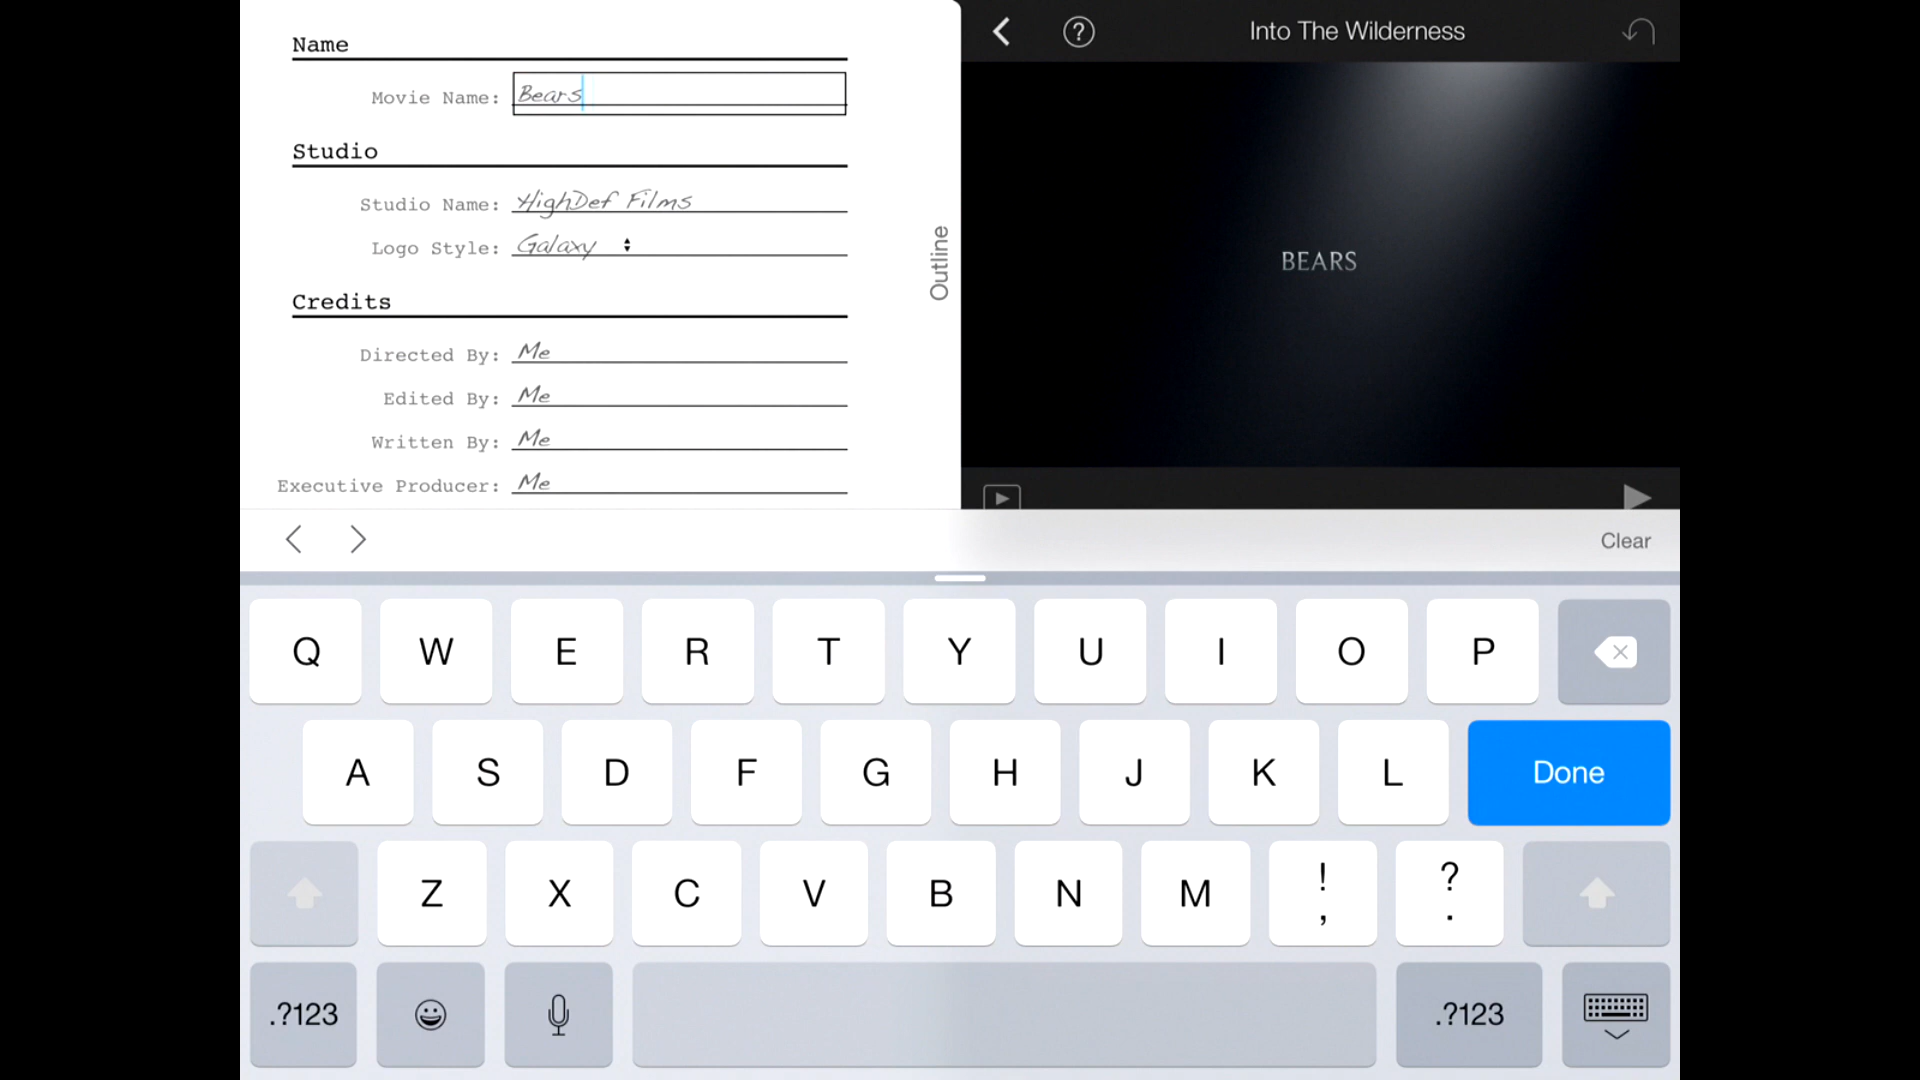 Name
Movie Name: Bears
Studio
Studio Name: HighDef Films
Logo Style: Galaxy
Credits
Directed By: Me
Edited By: Me
Written By: Me
Executive Producer: Me
Outline
? Into The Wilderness
BEARS
Clear
Q W E R T Y U I O P
A S D F G H J K L Done
Z X C V B N M ! , ? .
.?123 .?123